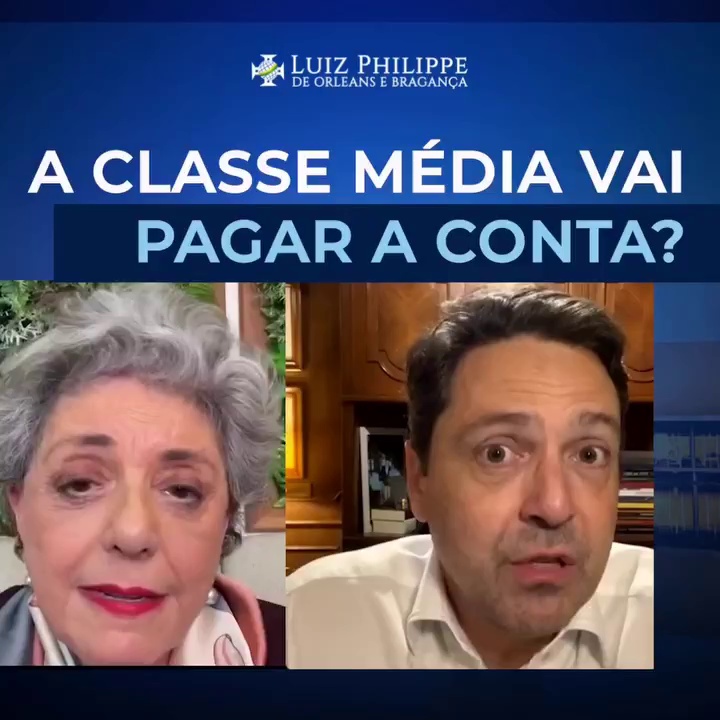 LUIZ PHILIPPE
DE ORLEANS E BRAGANÇA
A CLASSE MÉDIA VAI
PAGAR A CONTA?